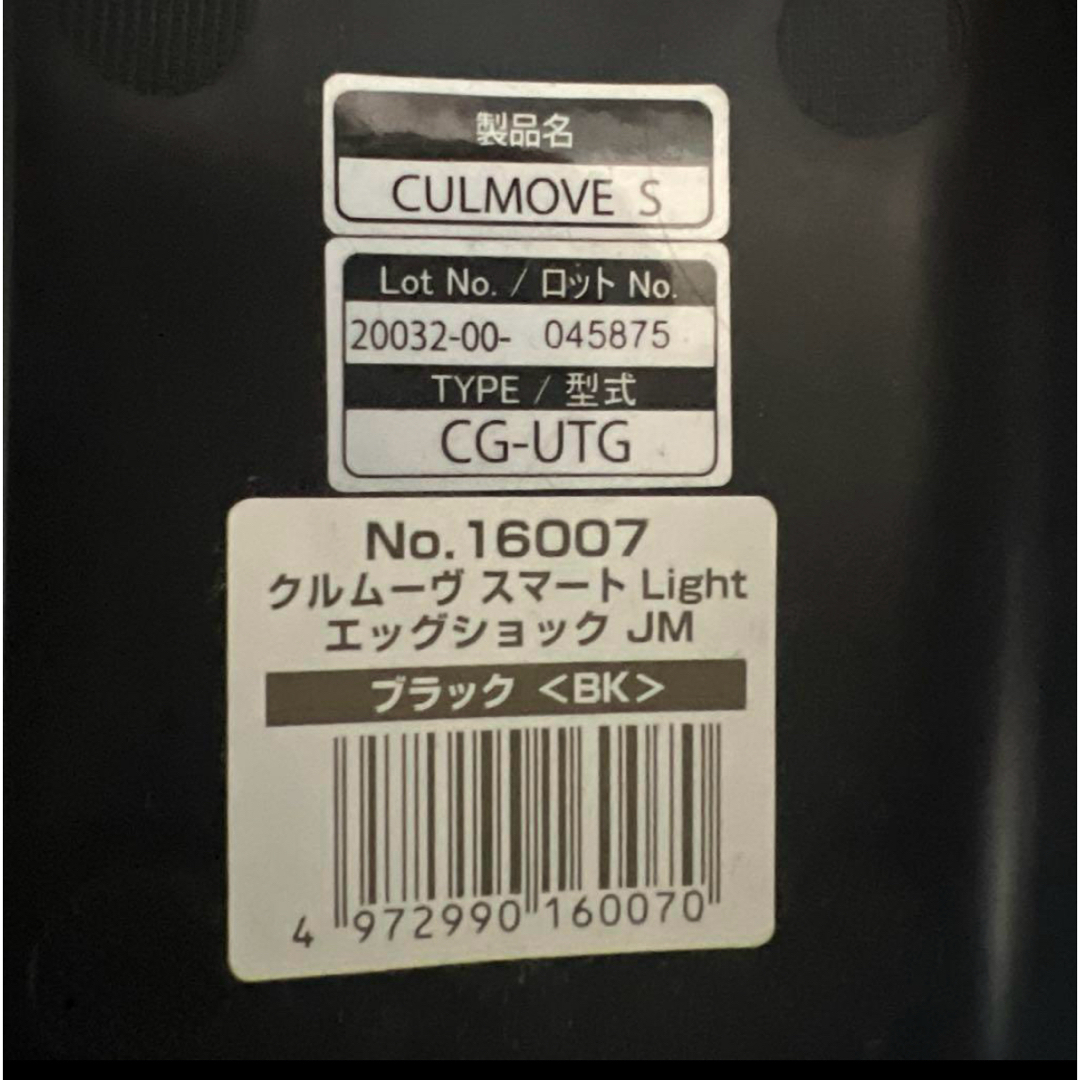 製品名
CULMOVE S
Lot No. / ロット No.
20032-00- 045875
TYPE / 型式
CG-UTG
No.16007
クルムーヴ スマート Light
エッグショック JM
ブラック <BK>
4 972990 160070